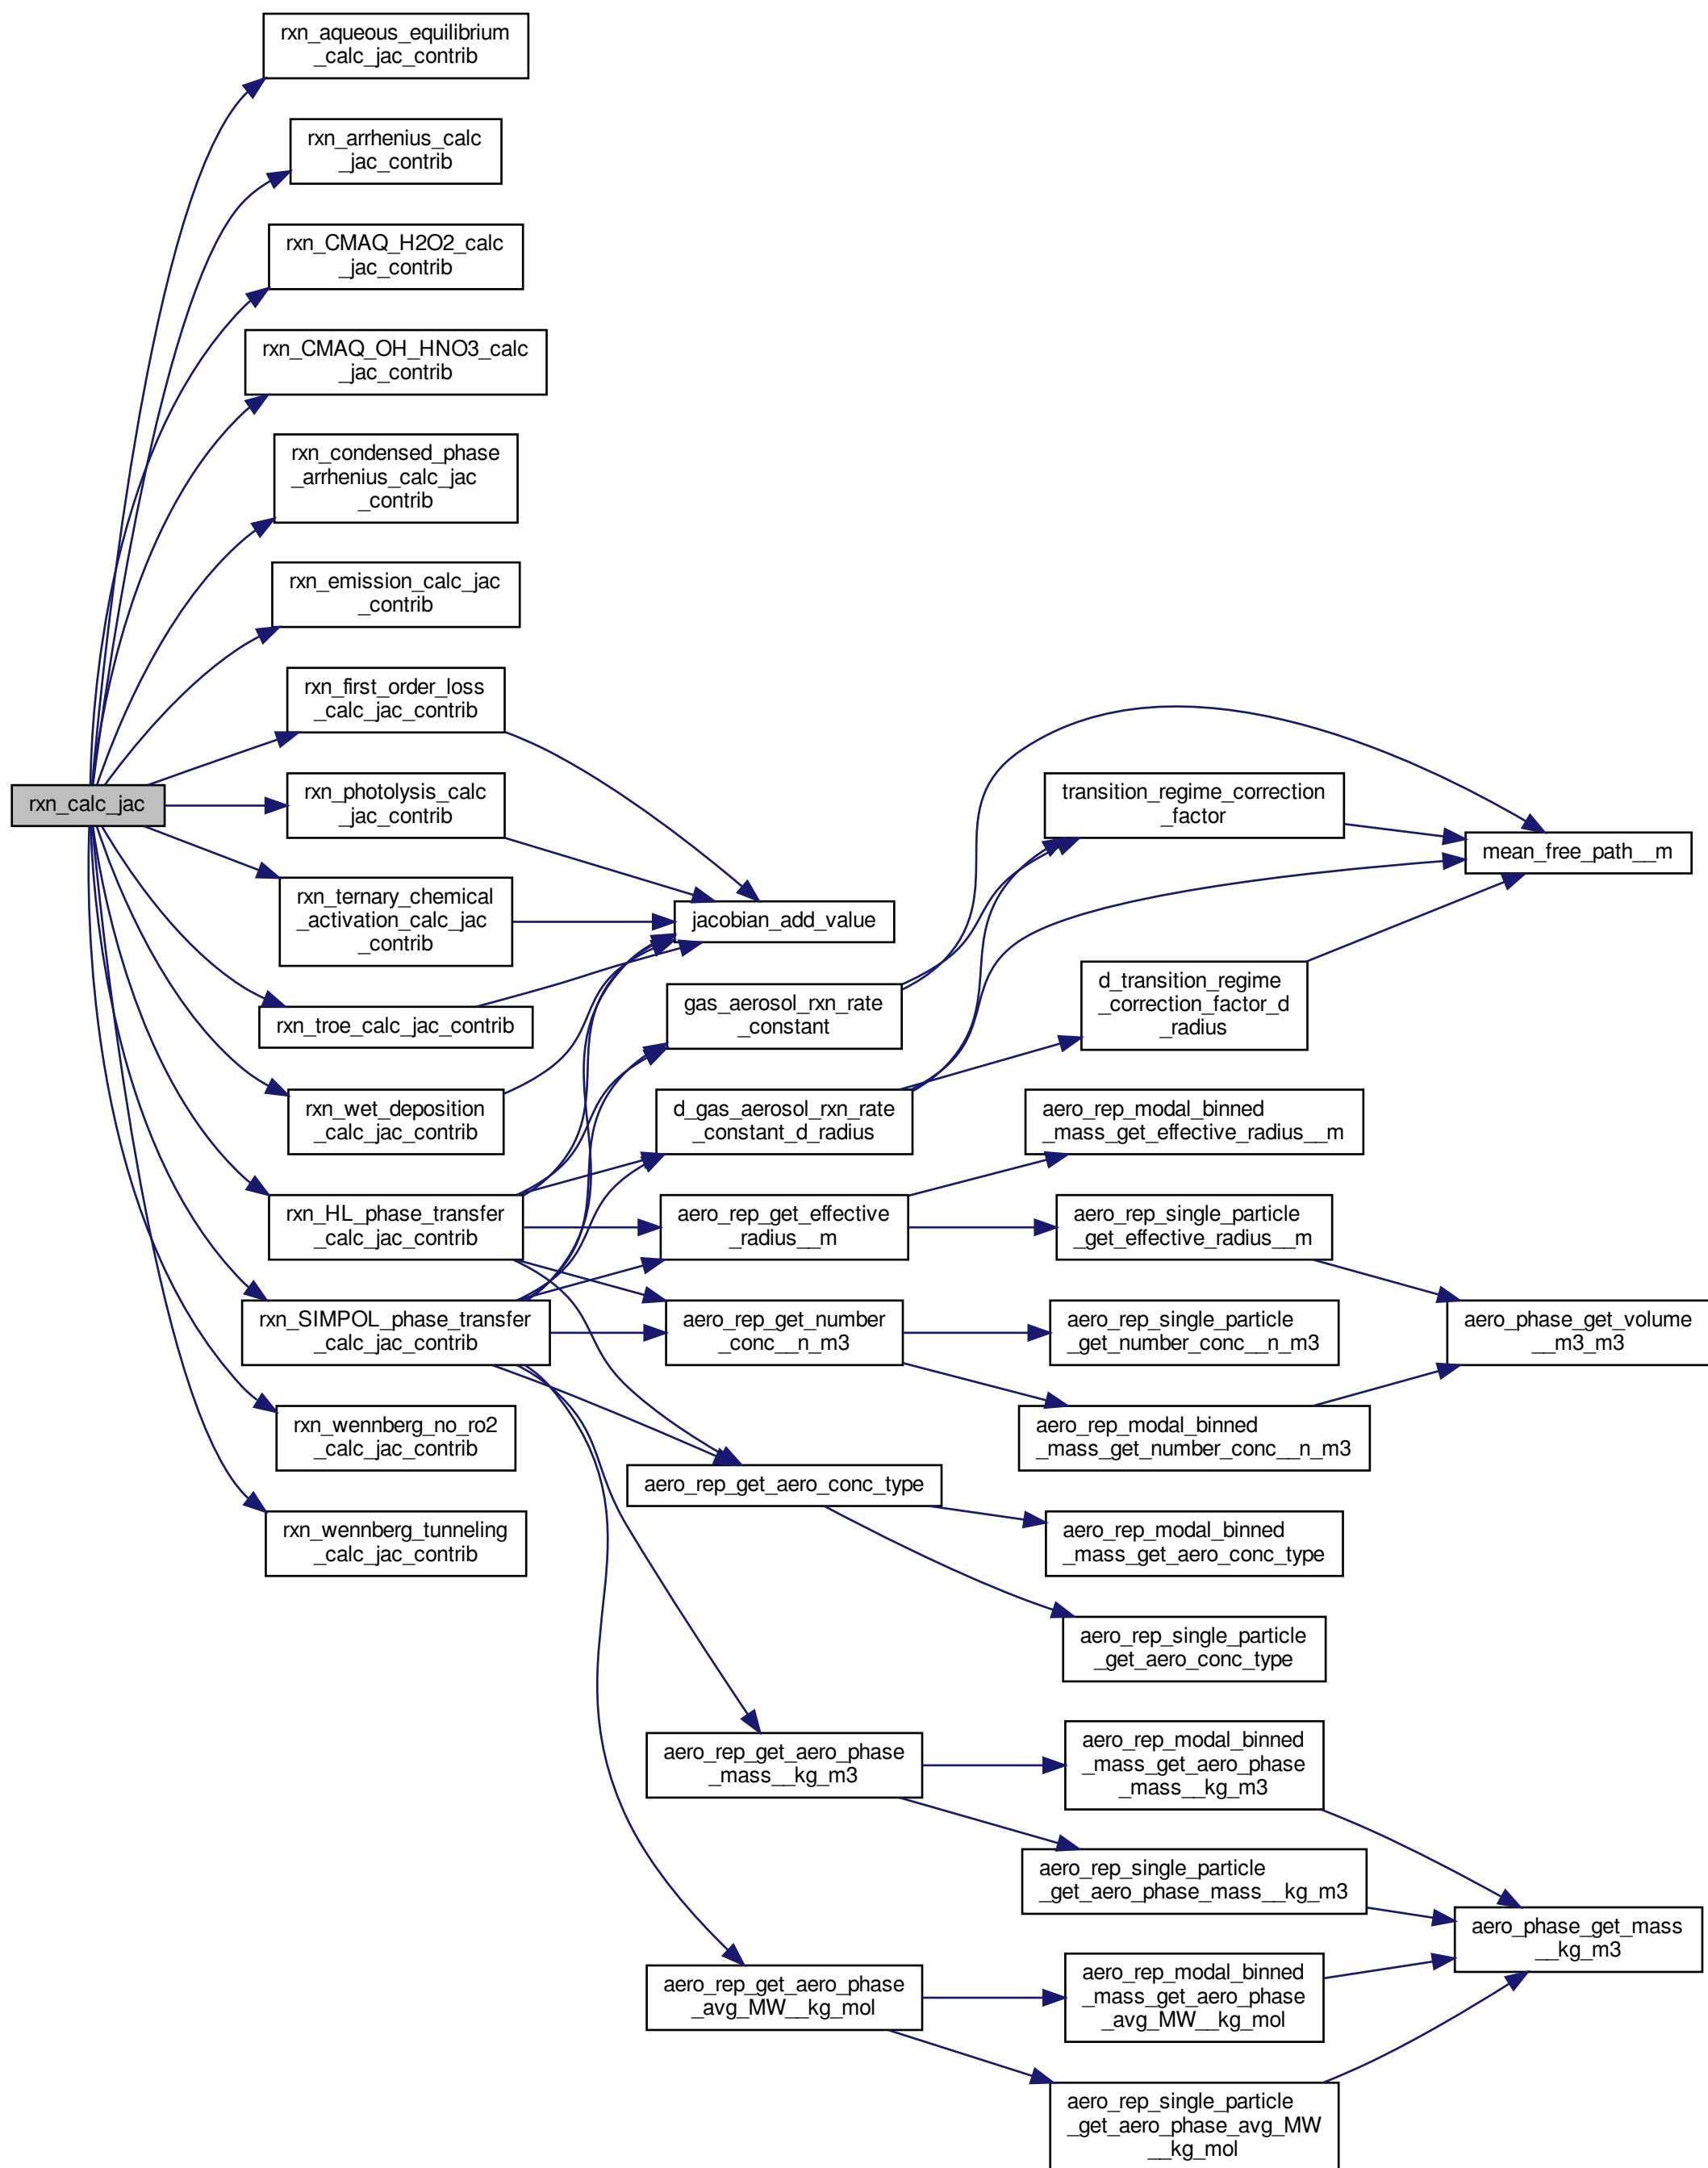 rxn_aqueous_equilibrium
_calc_jac_contrib
rxn_arrhenius_calc
_jac_contrib
rxn_CMAQ_H2O2_calc
_jac_contrib
rxn_CMAQ_OH_HNO3_calc
_jac_contrib
rxn_condensed_phase
_arrhenius_calc_jac
_contrib
rxn_emission_calc_jac
_contrib
rxn_first_order_loss
_calc_jac_contrib
rxn_calc_jac
rxn_photolysis_calc
_jac_contrib
rxn_ternary_chemical
_activation_calc_jac
_contrib
rxn_troe_calc_jac_contrib
rxn_wet_deposition
_calc_jac_contrib
rxn_HL_phase_transfer
_calc_jac_contrib
rxn_SIMPOL_phase_transfer
_calc_jac_contrib
rxn_wennberg_no_ro2
_calc_jac_contrib
rxn_wennberg_tunneling
_calc_jac_contrib
jacobian_add_value
gas_aerosol_rxn_rate
_constant
d_gas_aerosol_rxn_rate
_constant_d_radius
aero_rep_get_effective
_radius__m
aero_rep_get_number
_conc__n_m3
aero_rep_get_aero_conc_type
aero_rep_get_aero_phase
_mass__kg_m3
aero_rep_get_aero_phase
_avg_MW__kg_mol
transition_regime_correction
_factor
d_transition_regime
_correction_factor_d
_radius
aero_rep_modal_binned
_mass_get_effective_radius__m
aero_rep_single_particle
_get_effective_radius__m
aero_rep_single_particle
_get_number_conc__n_m3
aero_rep_modal_binned
_mass_get_number_conc__n_m3
aero_rep_modal_binned
_mass_get_aero_conc_type
aero_rep_single_particle
_get_aero_conc_type
aero_rep_modal_binned
_mass_get_aero_phase
_mass__kg_m3
aero_rep_single_particle
_get_aero_phase_mass__kg_m3
aero_rep_modal_binned
_mass_get_aero_phase
_avg_MW__kg_mol
aero_rep_single_particle
_get_aero_phase_avg_MW
__kg_mol
mean_free_path__m
aero_phase_get_volume
__m3_m3
aero_phase_get_mass
__kg_m3